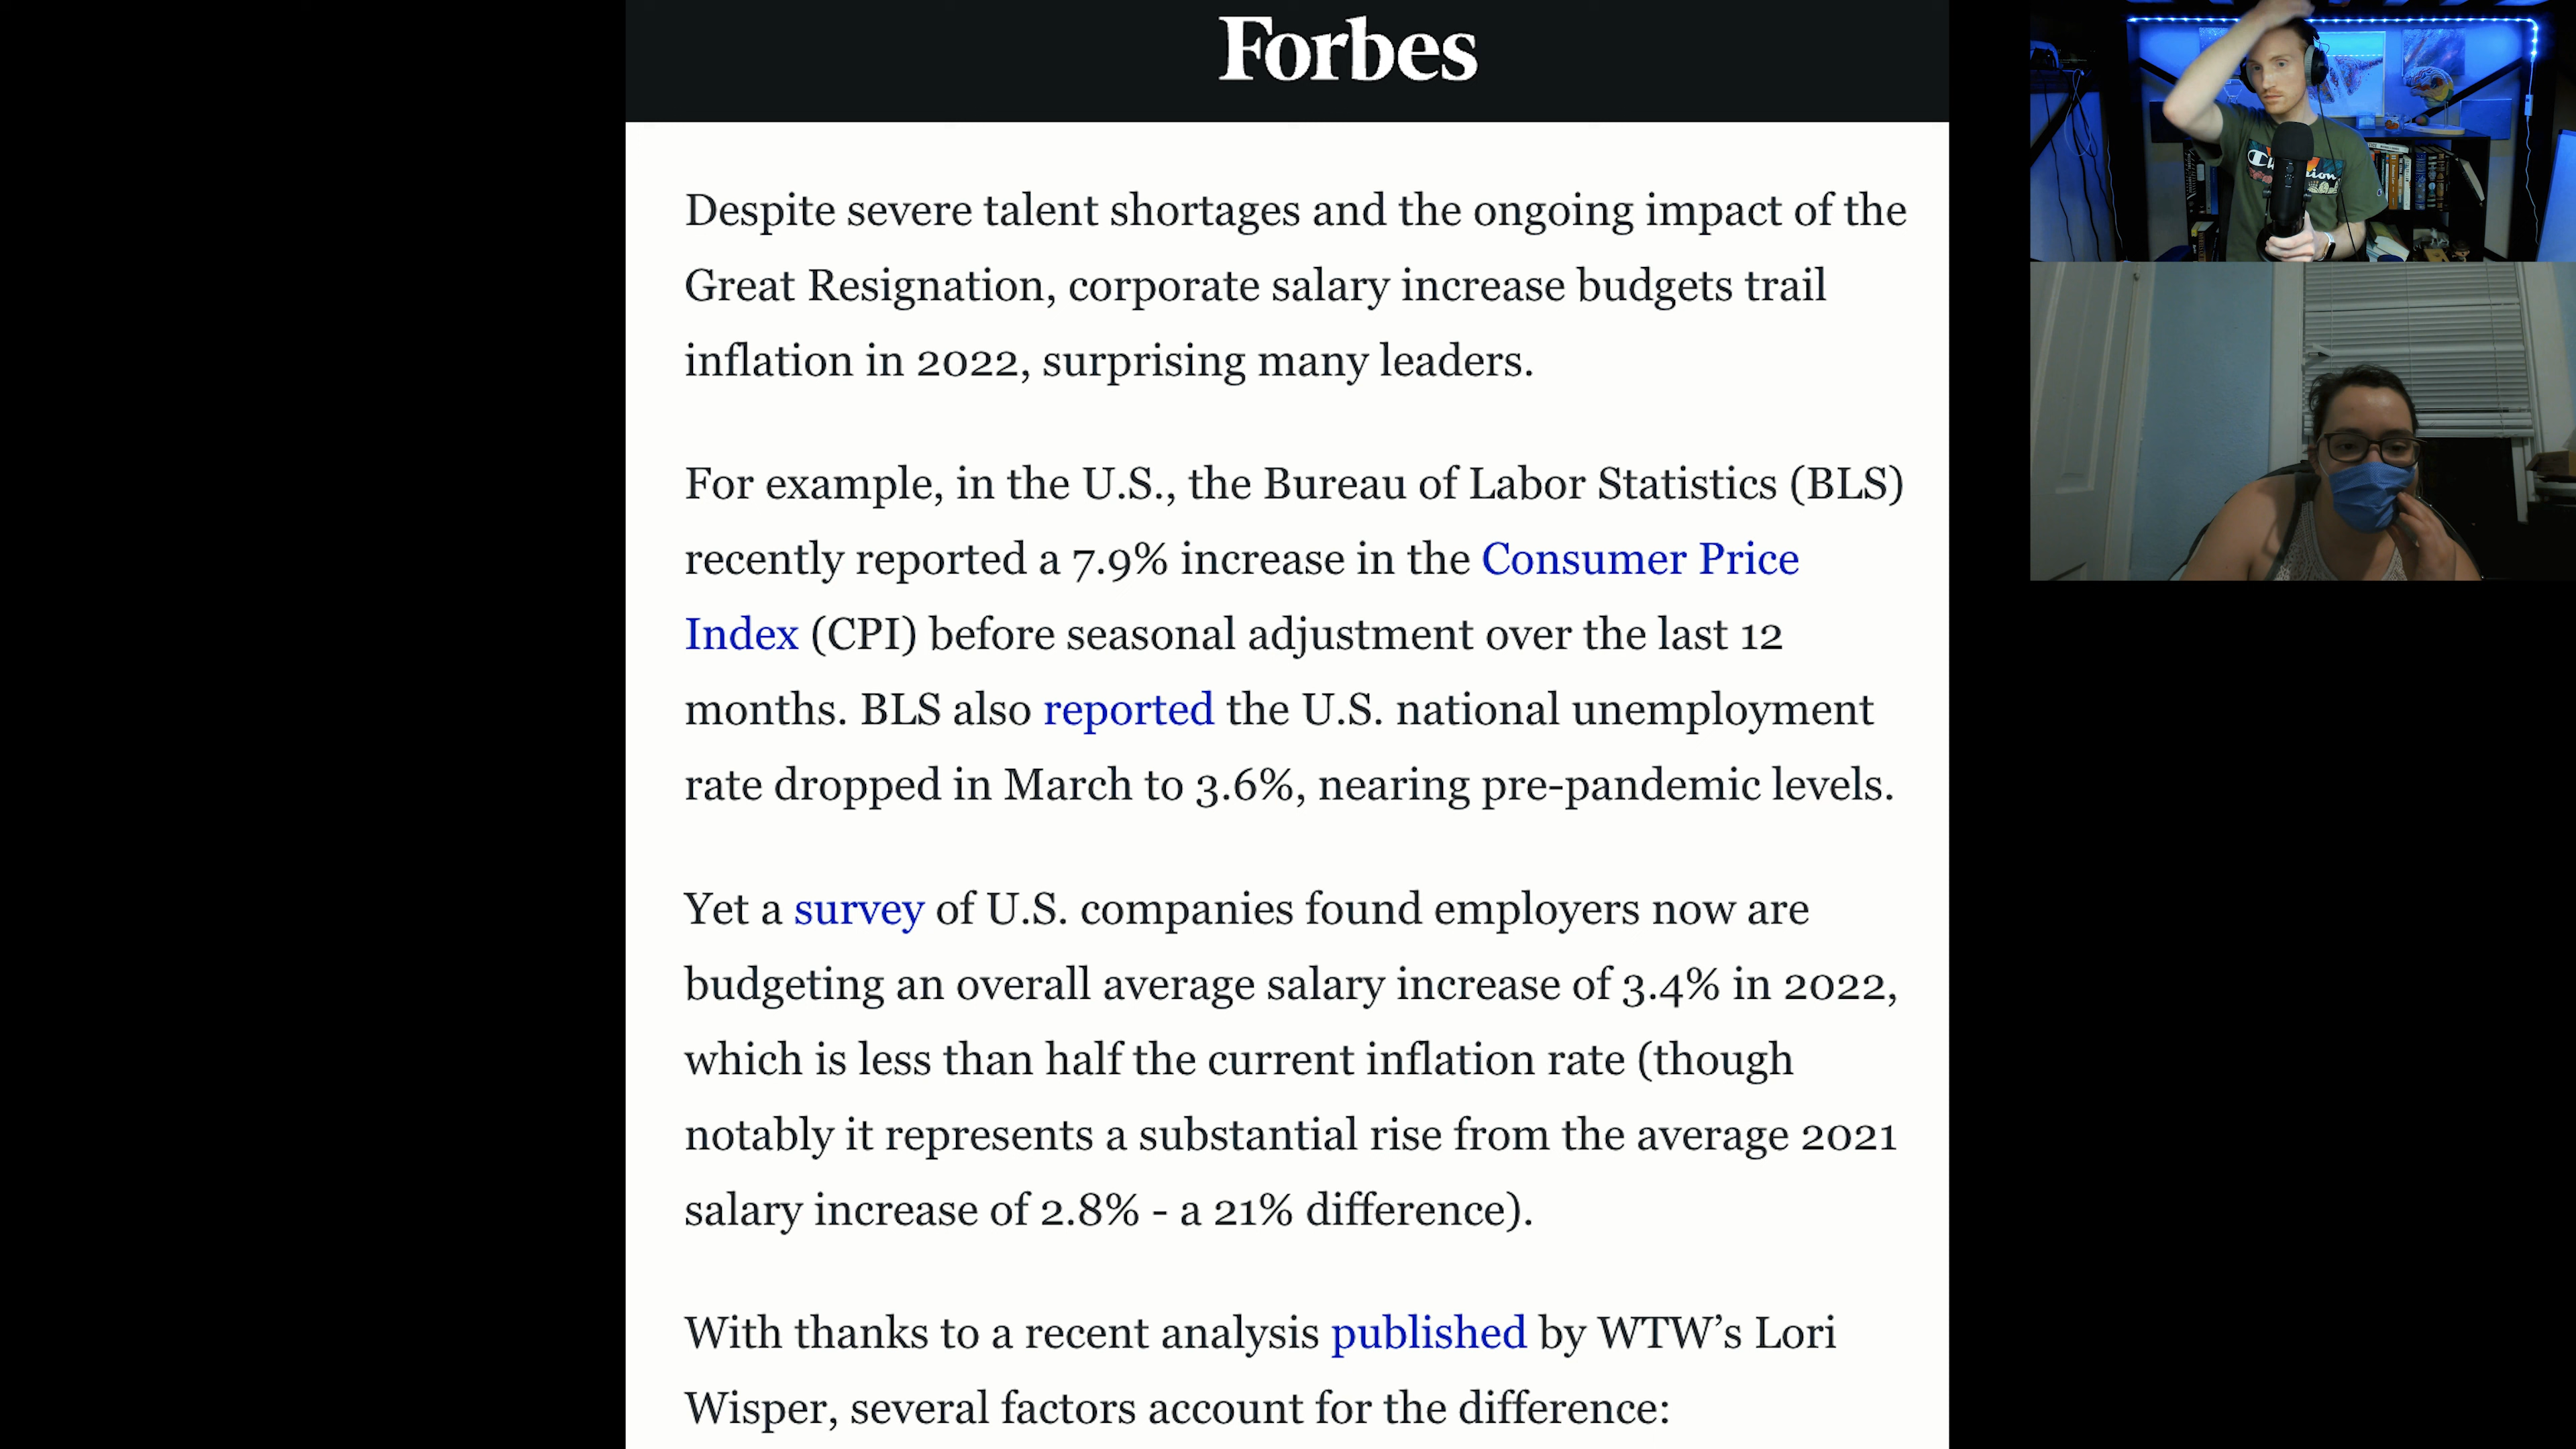 Forbes
Despite severe talent shortages and the ongoing impact of the
Great Resignation, corporate salary increase budgets trail
inflation in 2022, surprising many leaders.
For example, in the U.S., the Bureau of Labor Statistics (BLS)
recently reported a 7.9% increase in the Consumer Price
Index (CPI) before seasonal adjustment over the last 12
months. BLS also reported the U.S. national unemployment
rate dropped in March to 3.6%, nearing pre-pandemic levels.
Yet a survey of U.S. companies found employers now are
budgeting an overall average salary increase of 3.4% in 2022,
which is less than half the current inflation rate (though
notably it represents a substantial rise from the average 2021
salary increase of 2.8% - a 21% difference).
With thanks to a recent analysis published by WTW’s Lori
Wisper, several factors account for the difference: